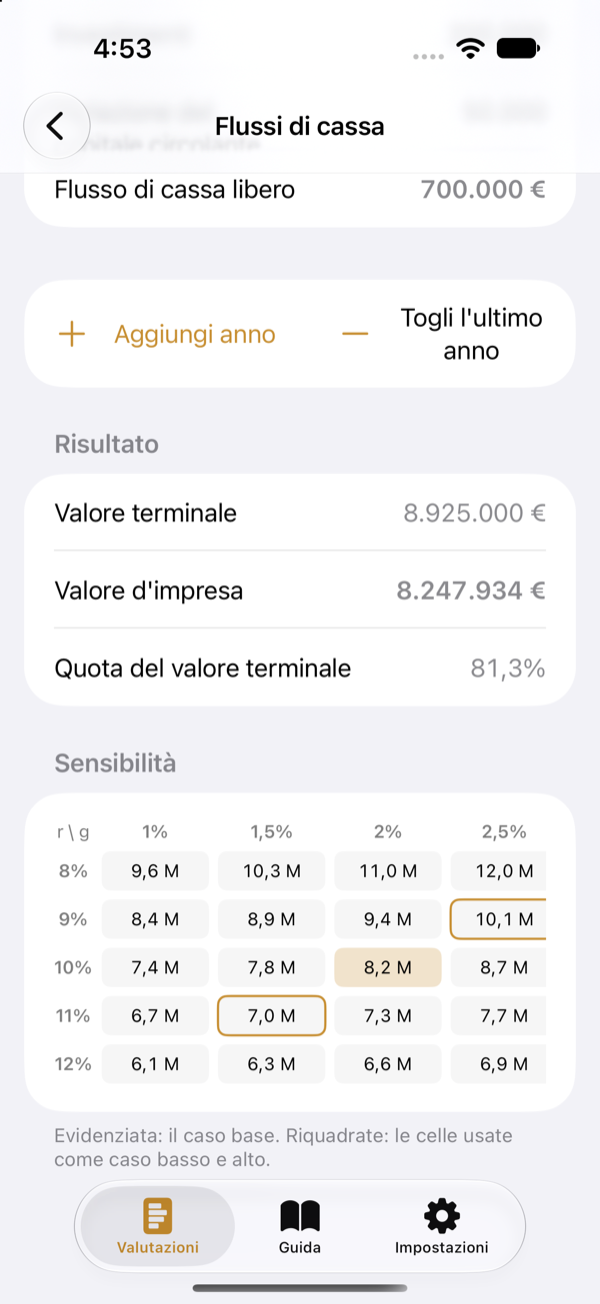 4:53
Flussi di cassa
Flusso di cassa libero 700.000 €
Aggiungi anno
Togli l'ultimo
anno
Risultato
Valore terminale 8.925.000 €
Valore d'impresa 8.247.934 €
Quota del valore terminale 81,3%
Sensibilità
r \ g 1% 1,5% 2% 2,5%
8% 9,6 M 10,3 M 11,0 M 12,0 M
9% 8,4 M 8,9 M 9,4 M 10,1 M
10% 7,4 M 7,8 M 8,2 M 8,7 M
11% 6,7 M 7,0 M 7,3 M 7,7 M
12% 6,1 M 6,3 M 6,6 M 6,9 M
Evidenziata: il caso base. Riquadrate: le celle usate
come caso basso e alto.
Valutazioni Guida Impostazioni